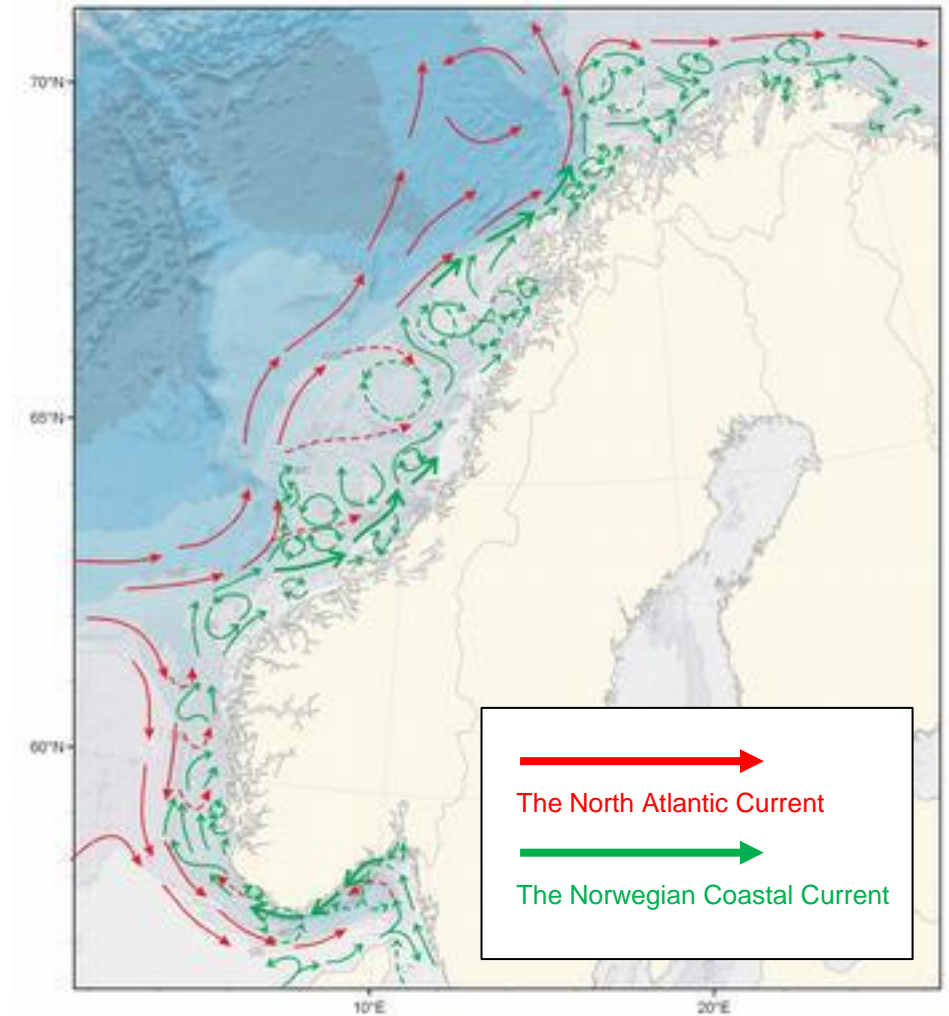 70°N
65°N
60°N
The North Atlantic Current
The Norwegian Coastal Current
10°E
20°E